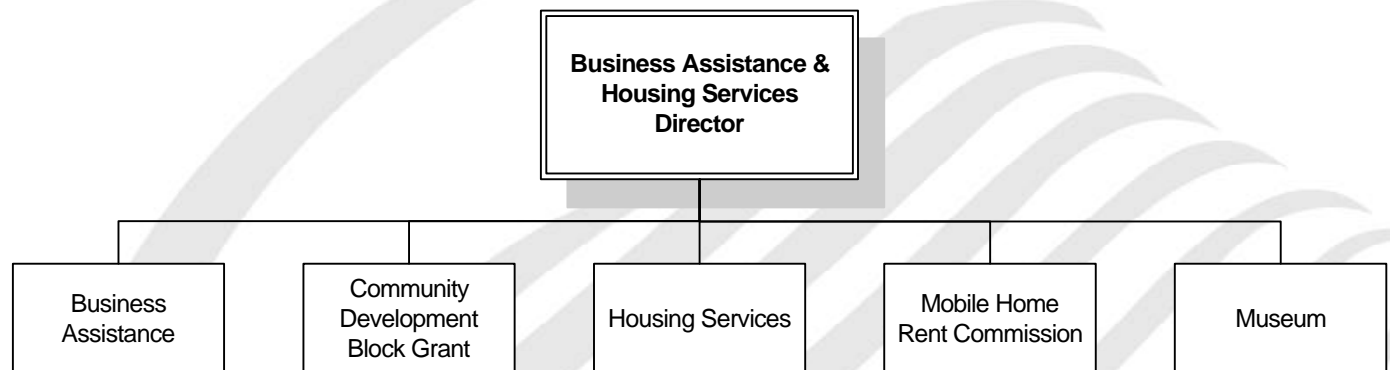 Business Assistance &
Housing Services
Director
Business
Assistance
Community
Development
Block Grant
Housing Services
Mobile Home
Rent Commission
Museum